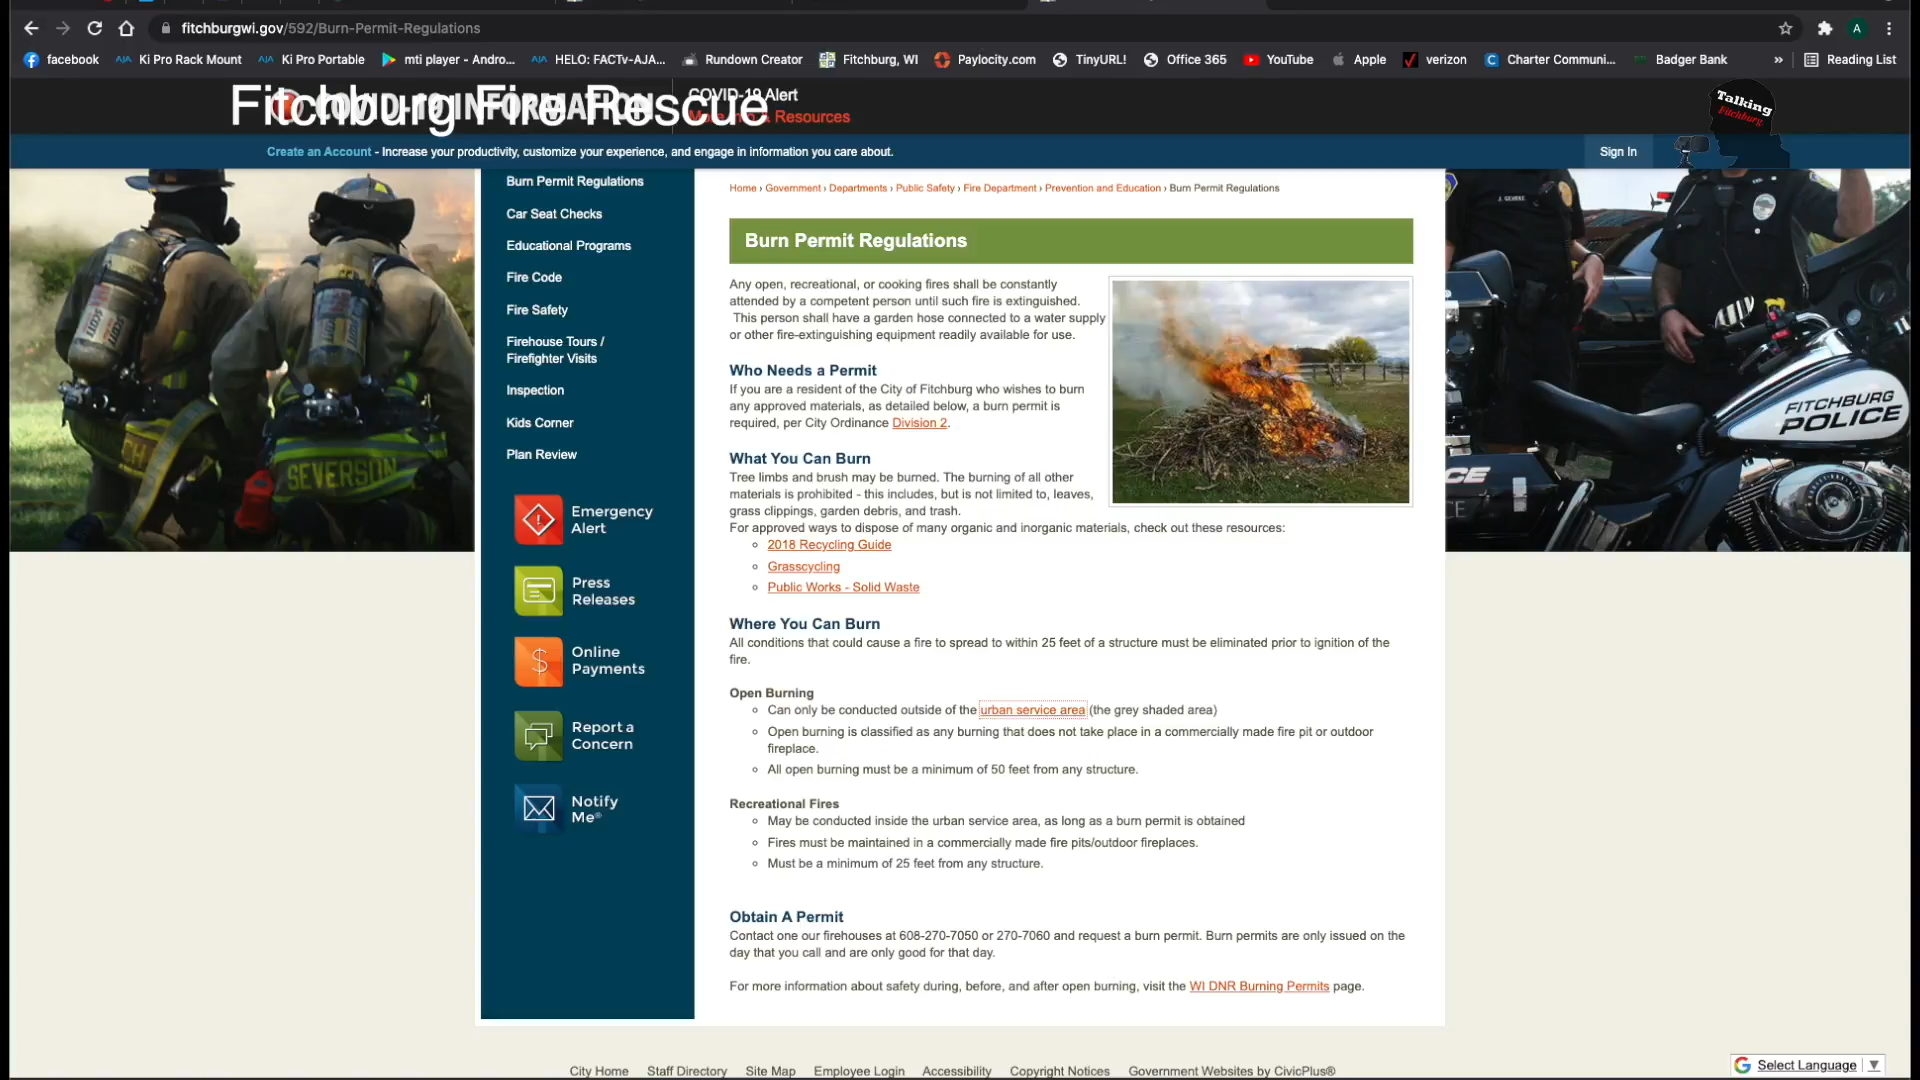 fitchburgwi.gov/592/Burn-Permit-Regulations
A
facebook Ki Pro Rack Mount Ki Pro Portable mti player - Andro... HELO: FACTv-AJA... Rundown Creator Fitchburg, WI Paylocity.com TinyURL! Office 365 YouTube Apple verizon Charter Communi... Badger Bank » Reading List
Fitchburg Fire Rescue
COVID-19 INFORMATION
COVID-19 Alert
Resources
Talking
Fitchburg
Create an Account - Increase your productivity, customize your experience, and engage in information you care about.
Sign In
Burn Permit Regulations
Car Seat Checks
Educational Programs
Fire Code
Fire Safety
Firehouse Tours /
Firefighter Visits
Inspection
Kids Corner
Plan Review
Emergency
Alert
Press
Releases
Online
Payments
Report a
Concern
Notify
Me®
Home › Government › Departments › Public Safety › Fire Department › Prevention and Education › Burn Permit Regulations
Burn Permit Regulations
Any open, recreational, or cooking fires shall be constantly
attended by a competent person until such fire is extinguished.
This person shall have a garden hose connected to a water supply
or other fire-extinguishing equipment readily available for use.
Who Needs a Permit
If you are a resident of the City of Fitchburg who wishes to burn
any approved materials, as detailed below, a burn permit is
required, per City Ordinance Division 2.
What You Can Burn
Tree limbs and brush may be burned. The burning of all other
materials is prohibited - this includes, but is not limited to, leaves,
grass clippings, garden debris, and trash.
For approved ways to dispose of many organic and inorganic materials, check out these resources:
2018 Recycling Guide
Grasscycling
Public Works - Solid Waste
Where You Can Burn
All conditions that could cause a fire to spread to within 25 feet of a structure must be eliminated prior to ignition of the
fire.
Open Burning
Can only be conducted outside of the urban service area (the grey shaded area)
Open burning is classified as any burning that does not take place in a commercially made fire pit or outdoor
fireplace.
All open burning must be a minimum of 50 feet from any structure.
Recreational Fires
May be conducted inside the urban service area, as long as a burn permit is obtained
Fires must be maintained in a commercially made fire pits/outdoor fireplaces.
Must be a minimum of 25 feet from any structure.
Obtain A Permit
Contact one our firehouses at 608-270-7050 or 270-7060 and request a burn permit. Burn permits are only issued on the
day that you call and are only good for that day.
For more information about safety during, before, and after open burning, visit the WI DNR Burning Permits page.
SCOTT
SEVERSON
J. GEHRKE
FITCHBURG
POLICE
City Home Staff Directory Site Map Employee Login Accessibility Copyright Notices Government Websites by CivicPlus®
Select Language ▼